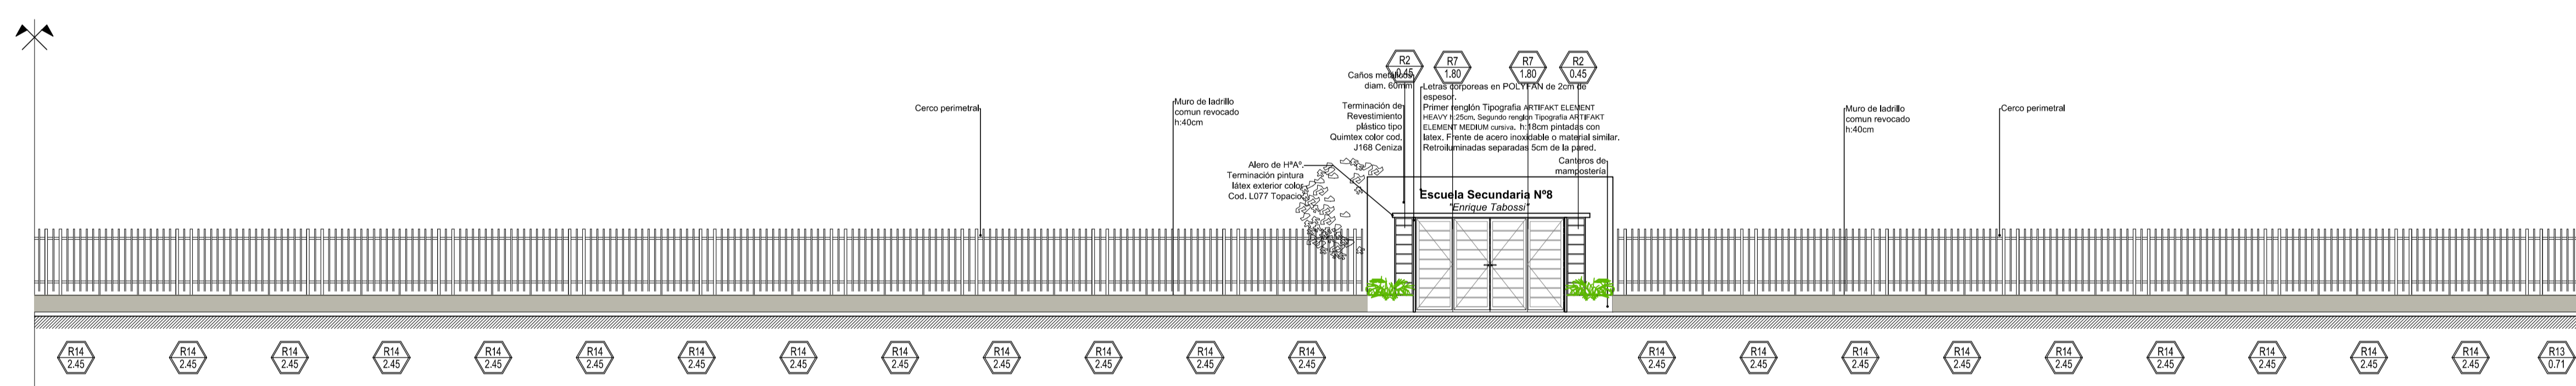 R2
0.45
R7
1.80
R7
1.80
R2
0.45
Caños metálicos
diam. 60mm
Letras corporeas en POLYFAN de 2cm de
espesor.
Primer renglón Tipografia ARTIFAKT ELEMENT
HEAVY h:25cm. Segundo renglon Tipografia ARTIFAKT
ELEMENT MEDIUM cursiva. h:18cm pintadas con
latex. Frente de acero inoxidable o material similar.
Retroiluminadas separadas 5cm de la pared.
Cerco perimetral
Muro de ladrillo
comun revocado
h:40cm
Terminación de
Revestimiento
plástico tipo
Quimtex color cod.
J168 Ceniza
Muro de ladrillo
comun revocado
h:40cm
Cerco perimetral
Alero de HªAº.
Terminación pintura
látex exterior color
Cod. L077 Topacio
Canteros de
mampostería
Escuela Secundaria Nº8
"Enrique Tabossi"
R14
2.45
R14
2.45
R14
2.45
R14
2.45
R14
2.45
R14
2.45
R14
2.45
R14
2.45
R14
2.45
R14
2.45
R14
2.45
R14
2.45
R14
2.45
R14
2.45
R14
2.45
R14
2.45
R14
2.45
R14
2.45
R14
2.45
R14
2.45
R14
2.45
R14
2.45
R13
0.71